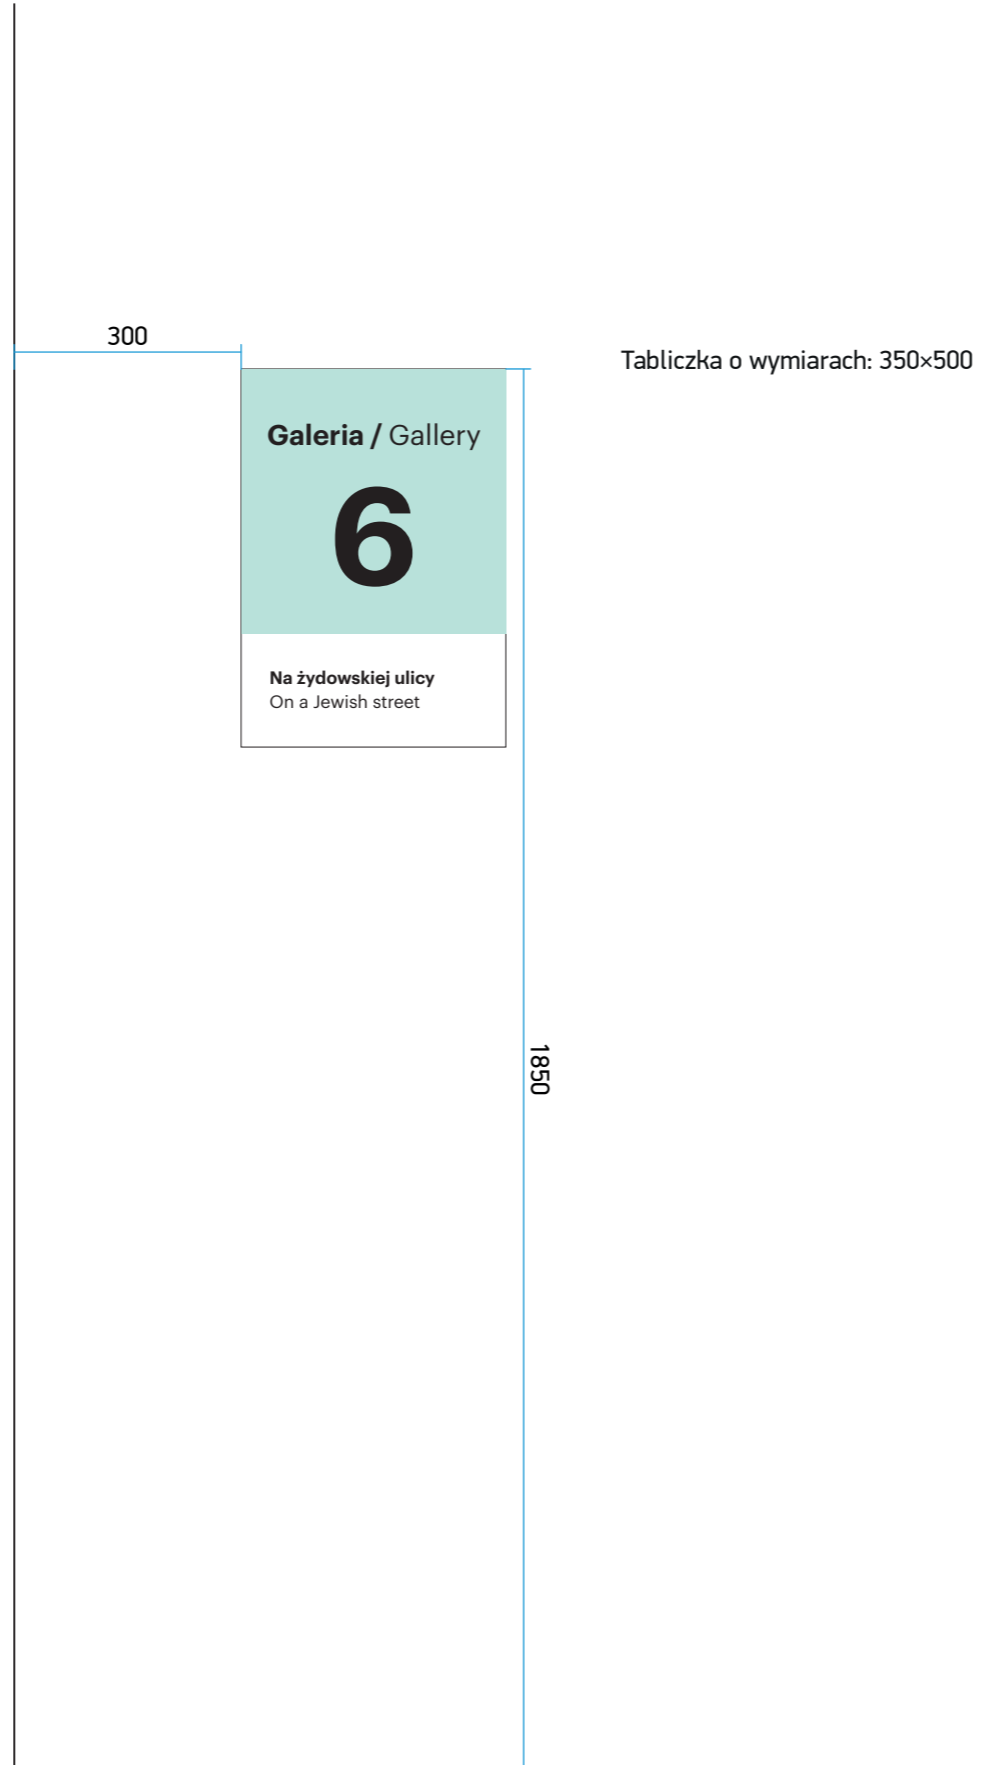 300
Tabliczka o wymiarach: 350×500
Galeria / Gallery
6
Na żydowskiej ulicy
On a Jewish street
1850